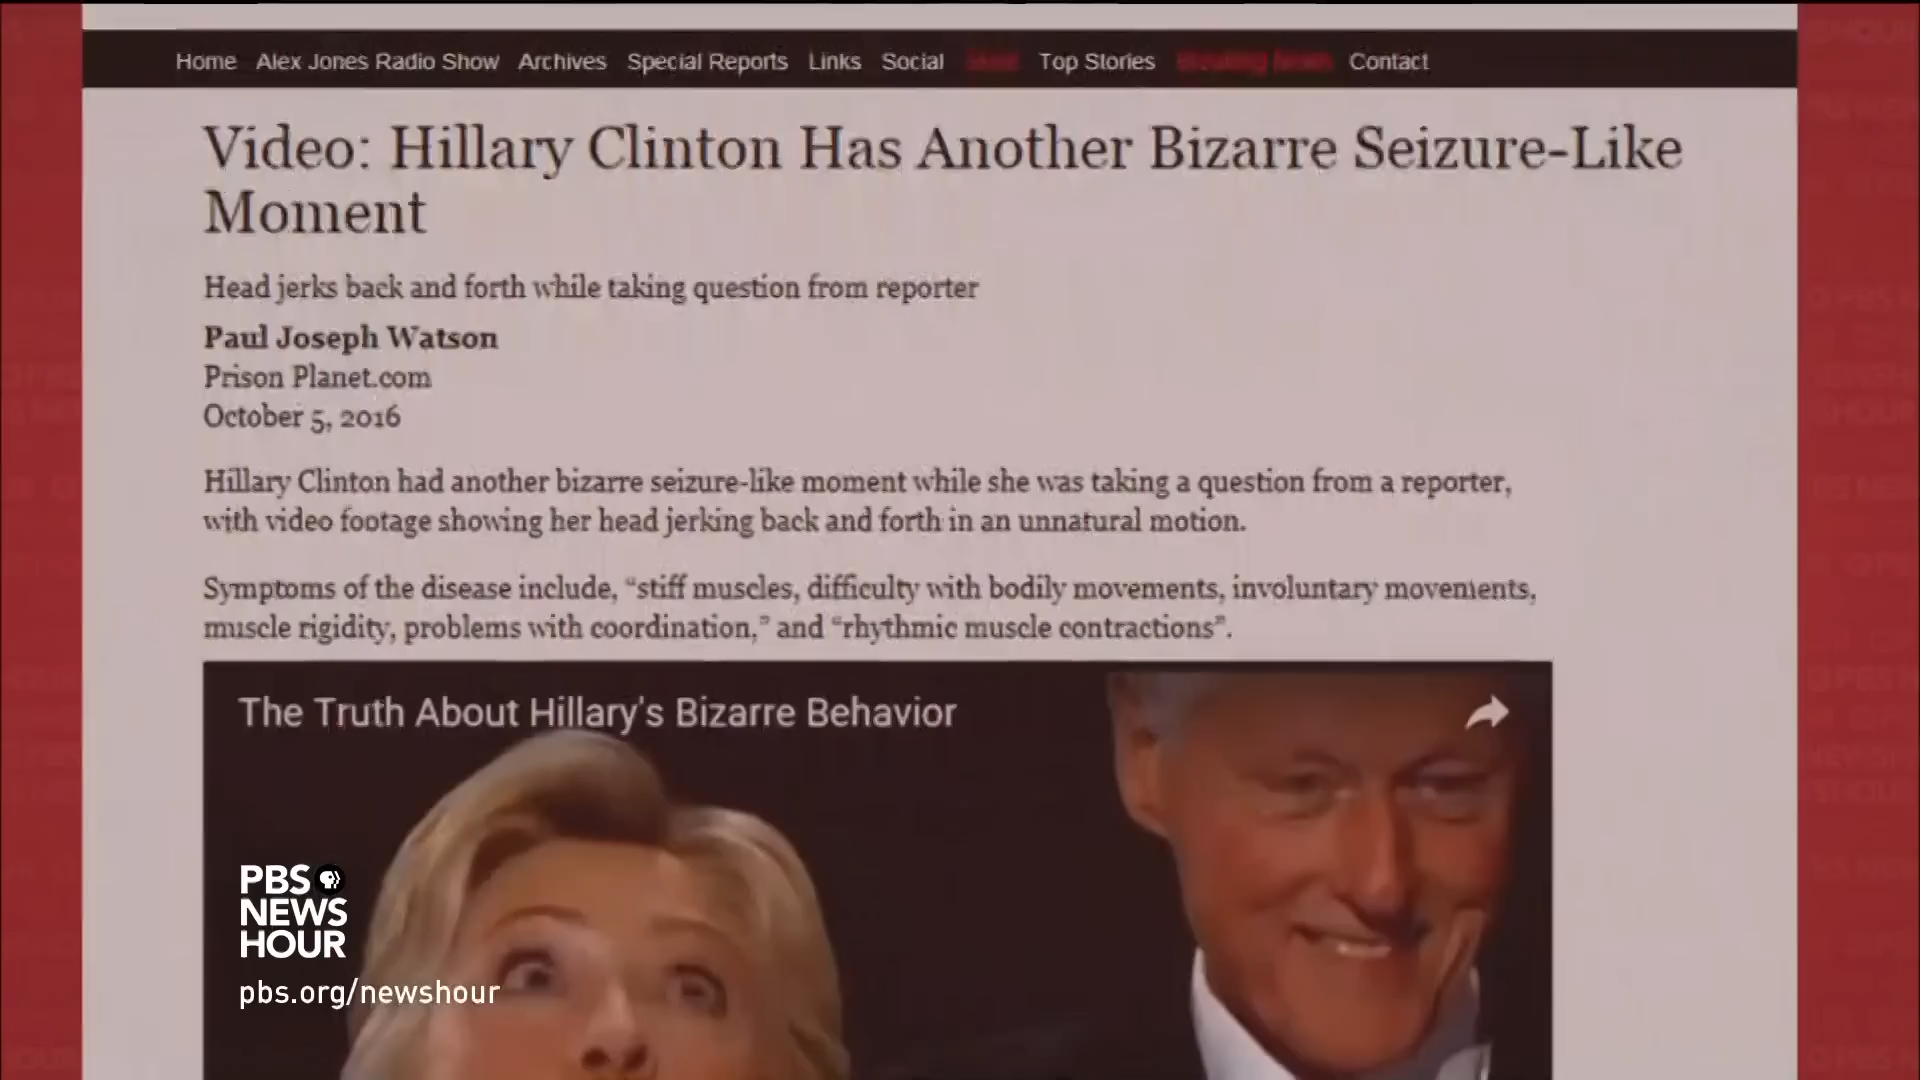 Home Alex Jones Radio Show Archives Special Reports Links Social Top Stories Breaking News Contact
Video: Hillary Clinton Has Another Bizarre Seizure-Like
Moment
Head jerks back and forth while taking question from reporter
Paul Joseph Watson
Prison Planet.com
October 5, 2016
Hillary Clinton had another bizarre seizure-like moment while she was taking a question from a reporter,
with video footage showing her head jerking back and forth in an unnatural motion.
Symptoms of the disease include, “stiff muscles, difficulty with bodily movements, involuntary movements,
muscle rigidity, problems with coordination,” and “rhythmic muscle contractions”.
The Truth About Hillary's Bizarre Behavior
PBS
NEWS
HOUR
pbs.org/newshour